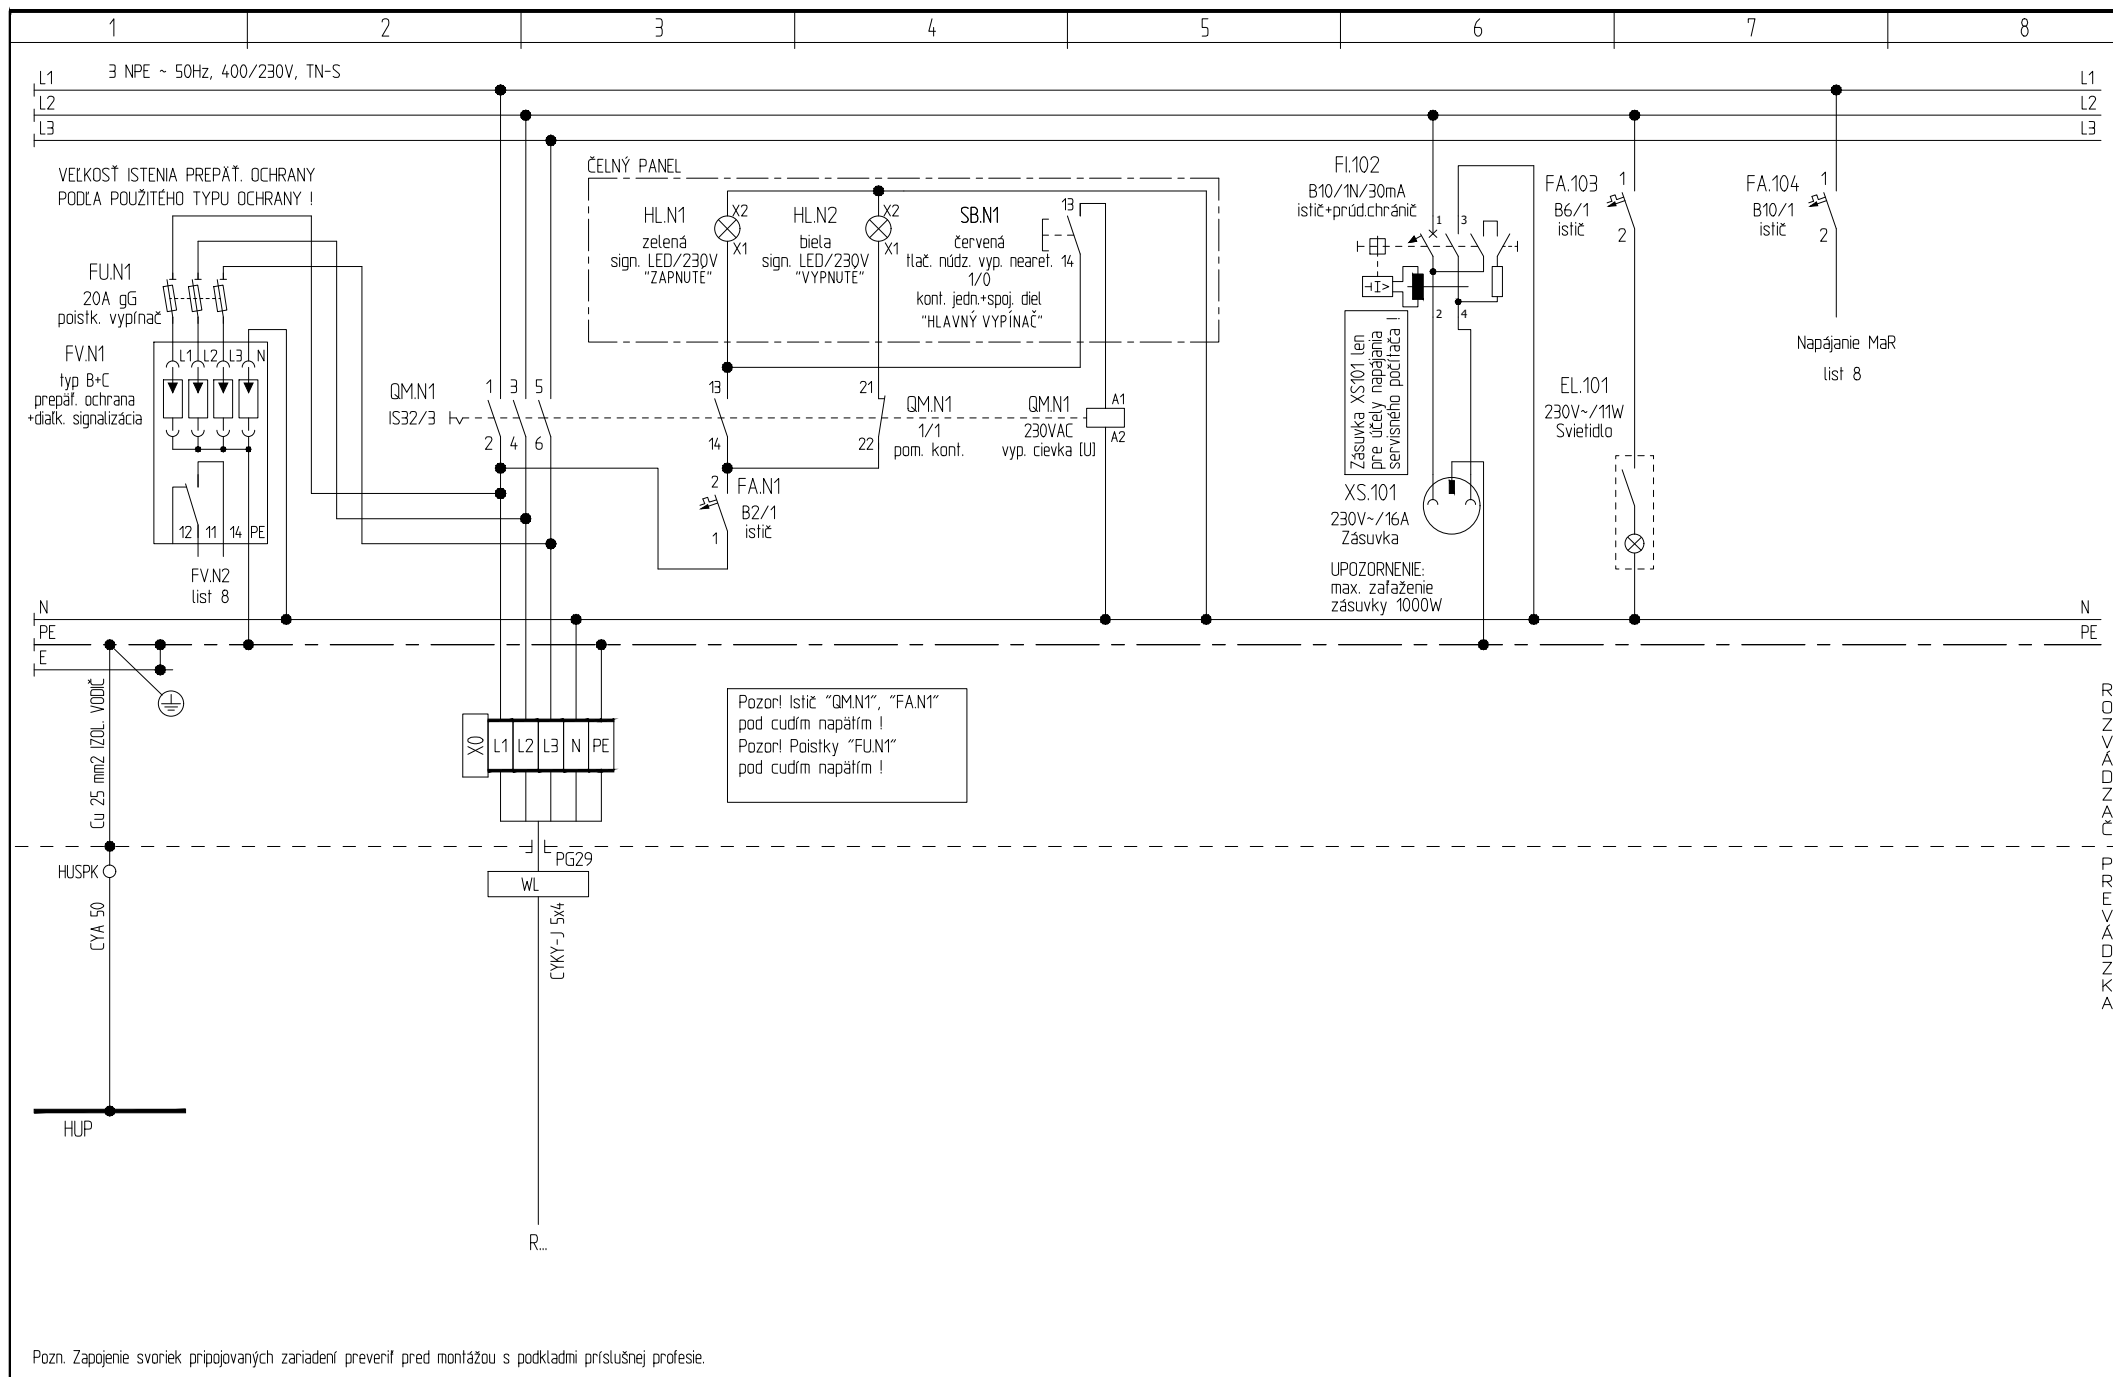 1 2 3 4 5 6 7 8
3 NPE ~ 50Hz, 400/230V, TN-S
L1 L1
L2 L2
L3 L3
VEĽKOSŤ ISTENIA PREPÄŤ. OCHRANY
PODĽA POUŽITÉHO TYPU OCHRANY !
FU.N1
20A gG
poistk. vypínač
FV.N1
typ B+C
prepäť. ochrana
+diaľk. signalizácia
L1 L2 L3 N
12 11 14 PE
FV.N2
list 8
QM.N1
IS32/3
1 3 5
2 4 6
ČELNÝ PANEL
HL.N1
zelená
sign. LED/230V
"ZAPNUTÉ"
X2
X1
HL.N2
biela
sign. LED/230V
"VYPNUTÉ"
X2
X1
SB.N1
červená
tlač. núdz. vyp. nearet.
1/0
kont. jedn.+spoj. diel
"HLAVNÝ VYPÍNAČ"
13
14
13
14
21
22
QM.N1
1/1
pom. kont.
QM.N1
230VAC
vyp. cievka [U]
A1
A2
2
1
FA.N1
B2/1
istič
FI.102
B10/1N/30mA
istič+prúd.chránič
1 3
I>
2 4
Zásuvka XS101 len
pre účely napájania
servisného počítača !
XS.101
230V~/16A
Zásuvka
UPOZORNENIE:
max. zaťaženie
zásuvky 1000W
FA.103
B6/1
istič
1
2
EL.101
230V~/11W
Svietidlo
FA.104
B10/1
istič
1
2
Napájanie MaR
list 8
N N
PE PE
E
Cu 25 mm2 IZOL. VODIČ
X0
L1 L2 L3 N PE
Pozor! Istič "QM.N1", "FA.N1"
pod cudím napätím !
Pozor! Poistky "FU.N1"
pod cudím napätím !
ROZVÁDZAČ
PG29
HUSPK
WL
CYA 50
CYKY-J 5x4
PREVÁDZKA
HUP
R...
Pozn. Zapojenie svoriek pripojovaných zariadení preveriť pred montážou s podkladmi príslušnej profesie.